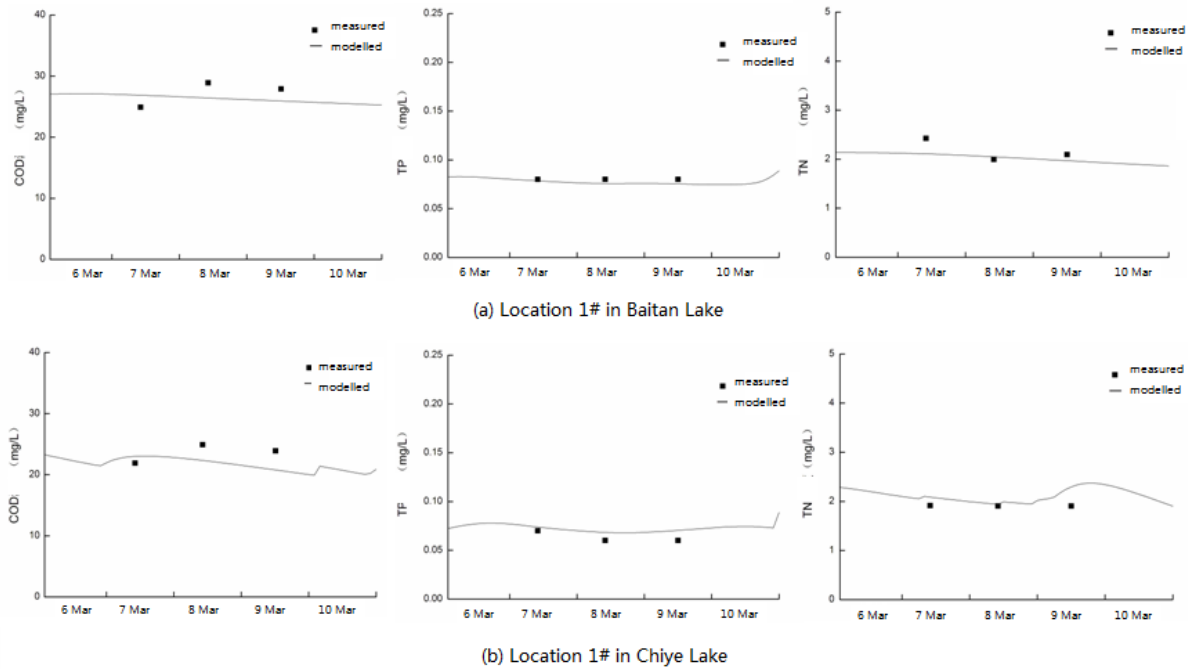 40
30
20
10
0
COD (mg/L)
measured
modelled
6 Mar 7 Mar 8 Mar 9 Mar 10 Mar
0.25
0.20
0.15
0.10
0.05
0.00
TP (mg/L)
measured
modelled
6 Mar 7 Mar 8 Mar 9 Mar 10 Mar
5
4
3
2
1
0
TN (mg/L)
measured
modelled
6 Mar 7 Mar 8 Mar 9 Mar 10 Mar
(a) Location 1# in Baitan Lake
40
30
20
10
0
COD (mg/L)
measured
modelled
6 Mar 7 Mar 8 Mar 9 Mar 10 Mar
0.25
0.20
0.15
0.10
0.05
0.00
(mg/L)
measured
modelled
6 Mar 7 Mar 8 Mar 9 Mar 10 Mar
5
4
3
2
1
0
TN (mg/L)
measured
modelled
6 Mar 7 Mar 8 Mar 9 Mar 10 Mar
(b) Location 1# in Chiye Lake